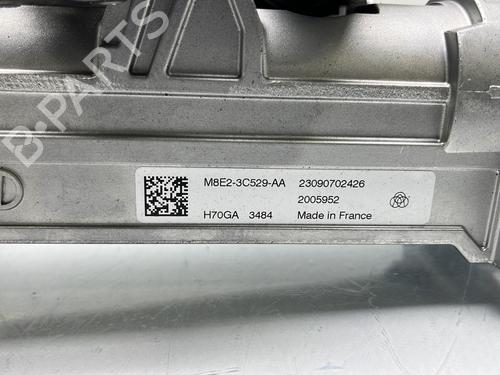 B-PARTS
M8E2-3C529-AA 23090702426
2005952
H70GA 3484 Made in France